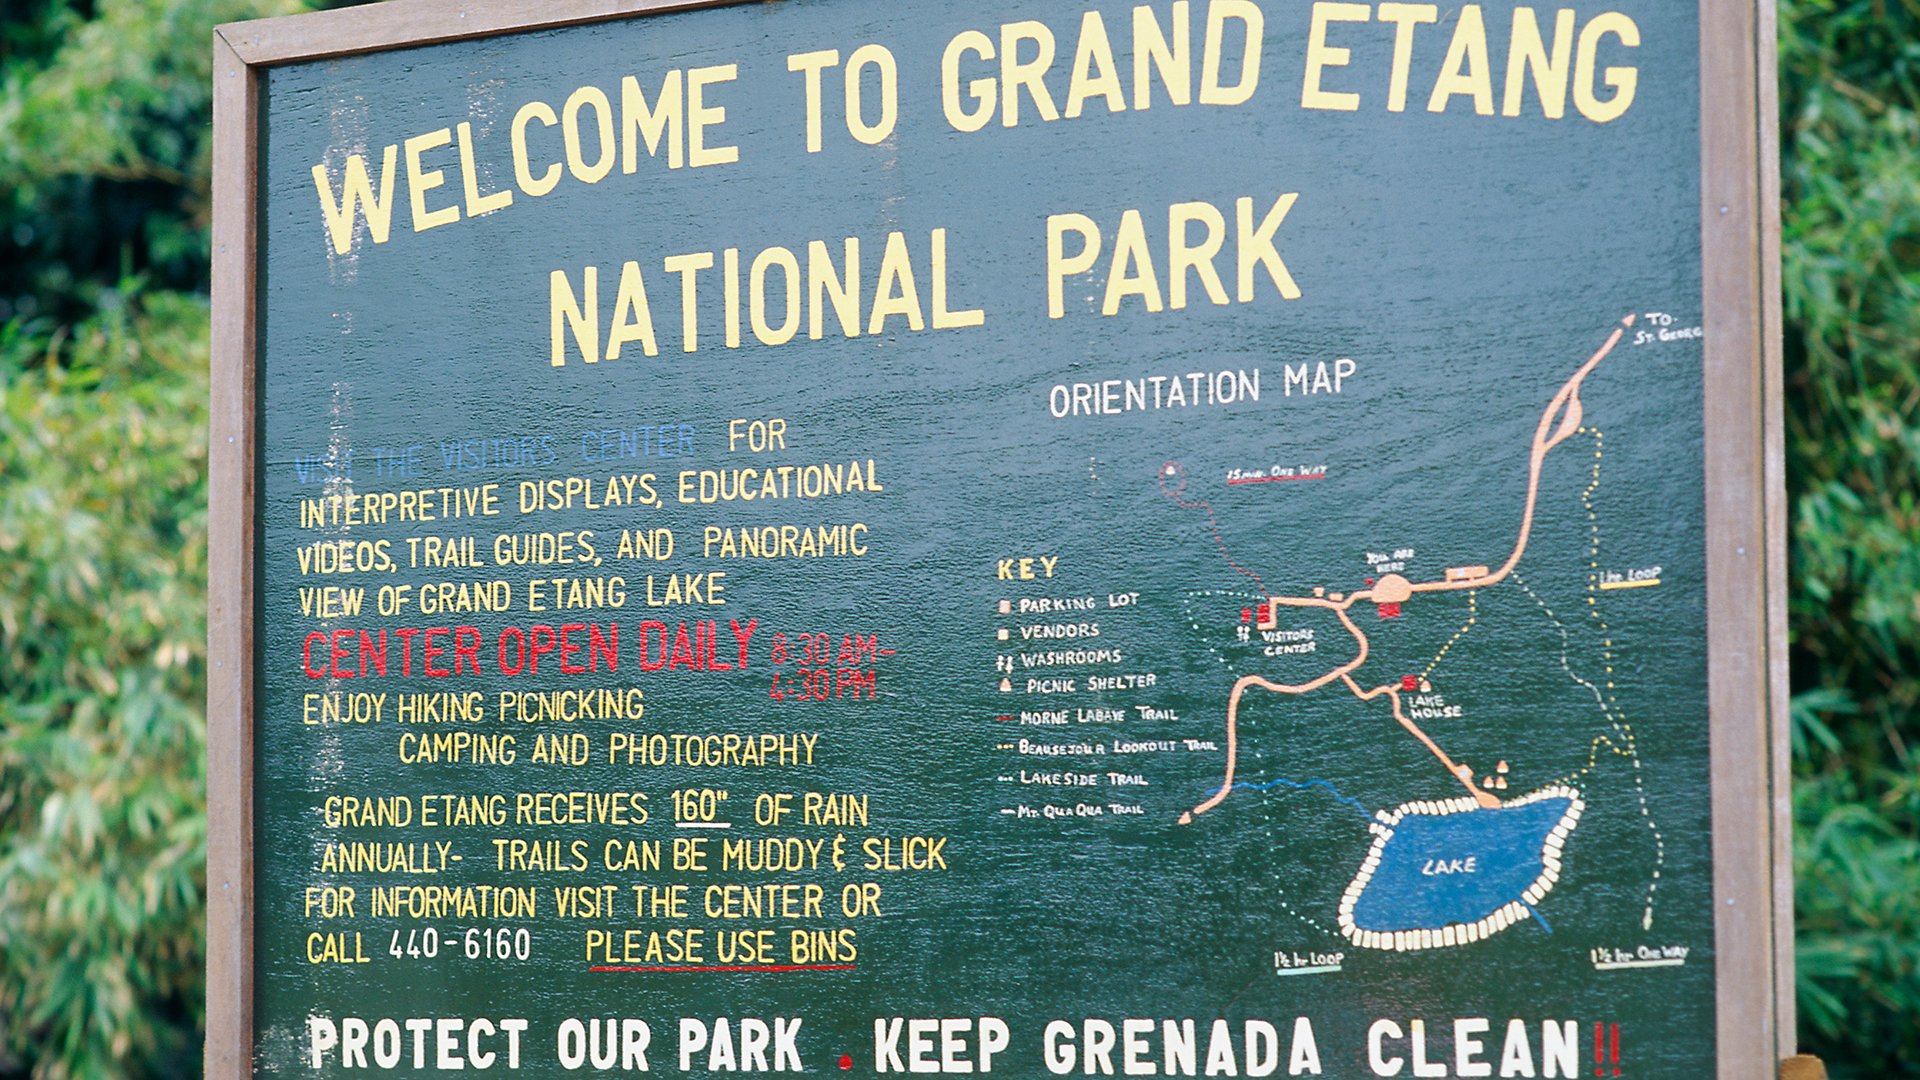 WELCOME TO GRAND ETANG
NATIONAL PARK
VISIT THE VISITORS CENTER FOR
INTERPRETIVE DISPLAYS, EDUCATIONAL
VIDEOS, TRAIL GUIDES, AND PANORAMIC
VIEW OF GRAND ETANG LAKE
CENTER OPEN DAILY 8:30 AM-
4:30 PM
ENJOY HIKING PICNICKING
CAMPING AND PHOTOGRAPHY
GRAND ETANG RECEIVES 160" OF RAIN
ANNUALLY- TRAILS CAN BE MUDDY & SLICK
FOR INFORMATION VISIT THE CENTER OR
CALL 440-6160 PLEASE USE BINS
ORIENTATION MAP
TO
ST. GEORG
15 MIN. ONE WAY
YOU ARE
HERE
1 hr LOOP
KEY
PARKING LOT
VENDORS
WASHROOMS
PICNIC SHELTER
MORNE LABAYE TRAIL
BEAUSEJOUR LOOKOUT TRAIL
LAKESIDE TRAIL
MT. QUA QUA TRAIL
VISITORS
CENTER
LAKE
HOUSE
LAKE
1½ hr LOOP
1½ hr ONE WAY
PROTECT OUR PARK . KEEP GRENADA CLEAN!!